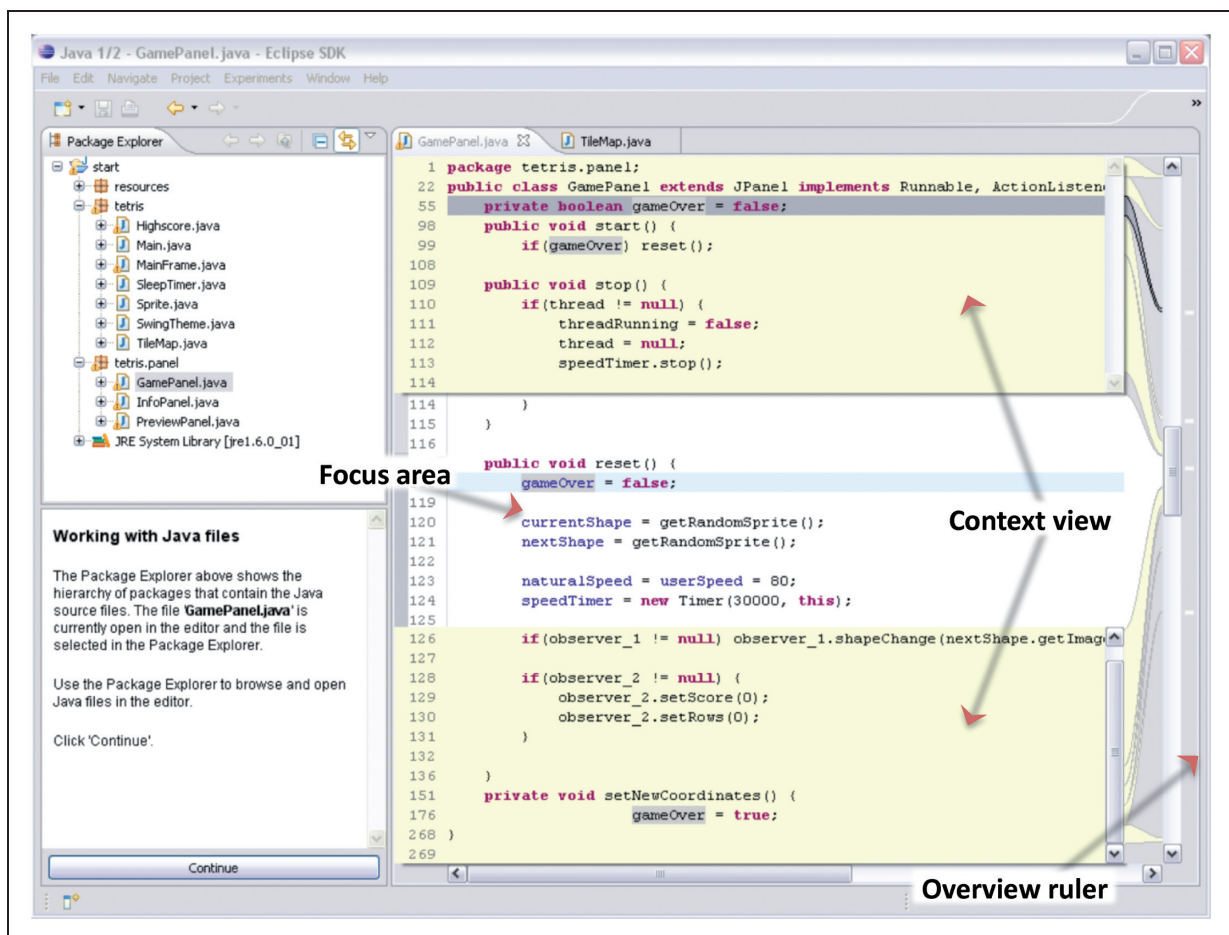 Java 1/2 - GamePanel.java - Eclipse SDK
File Edit Navigate Project Experiments Window Help
Package Explorer
start
resources
tetris
Highscore.java
Main.java
MainFrame.java
SleepTimer.java
Sprite.java
SwingTheme.java
TileMap.java
tetris.panel
GamePanel.java
InfoPanel.java
PreviewPanel.java
JRE System Library [jre1.6.0_01]
Working with Java files
The Package Explorer above shows the
hierarchy of packages that contain the Java
source files. The file 'GamePanel.java' is
currently open in the editor and the file is
selected in the Package Explorer.
Use the Package Explorer to browse and open
Java files in the editor.
Click 'Continue'.
Continue
GamePanel.java TileMap.java
1 package tetris.panel;
22 public class GamePanel extends JPanel implements Runnable, ActionListen
55 private boolean gameOver = false;
98 public void start() {
99 if(gameOver) reset();
108
109 public void stop() {
110 if(thread != null) {
111 threadRunning = false;
112 thread = null;
113 speedTimer.stop();
114
114 }
115 }
116
public void reset() {
gameOver = false;
119
120 currentShape = getRandomSprite();
121 nextShape = getRandomSprite();
122
123 naturalSpeed = userSpeed = 80;
124 speedTimer = new Timer(30000, this);
125
126 if(observer_1 != null) observer_1.shapeChange(nextShape.getImag
127
128 if(observer_2 != null) {
129 observer_2.setScore(0);
130 observer_2.setRows(0);
131 }
132
136 }
151 private void setNewCoordinates() {
176 gameOver = true;
268 }
269
Focus area
Context view
Overview ruler